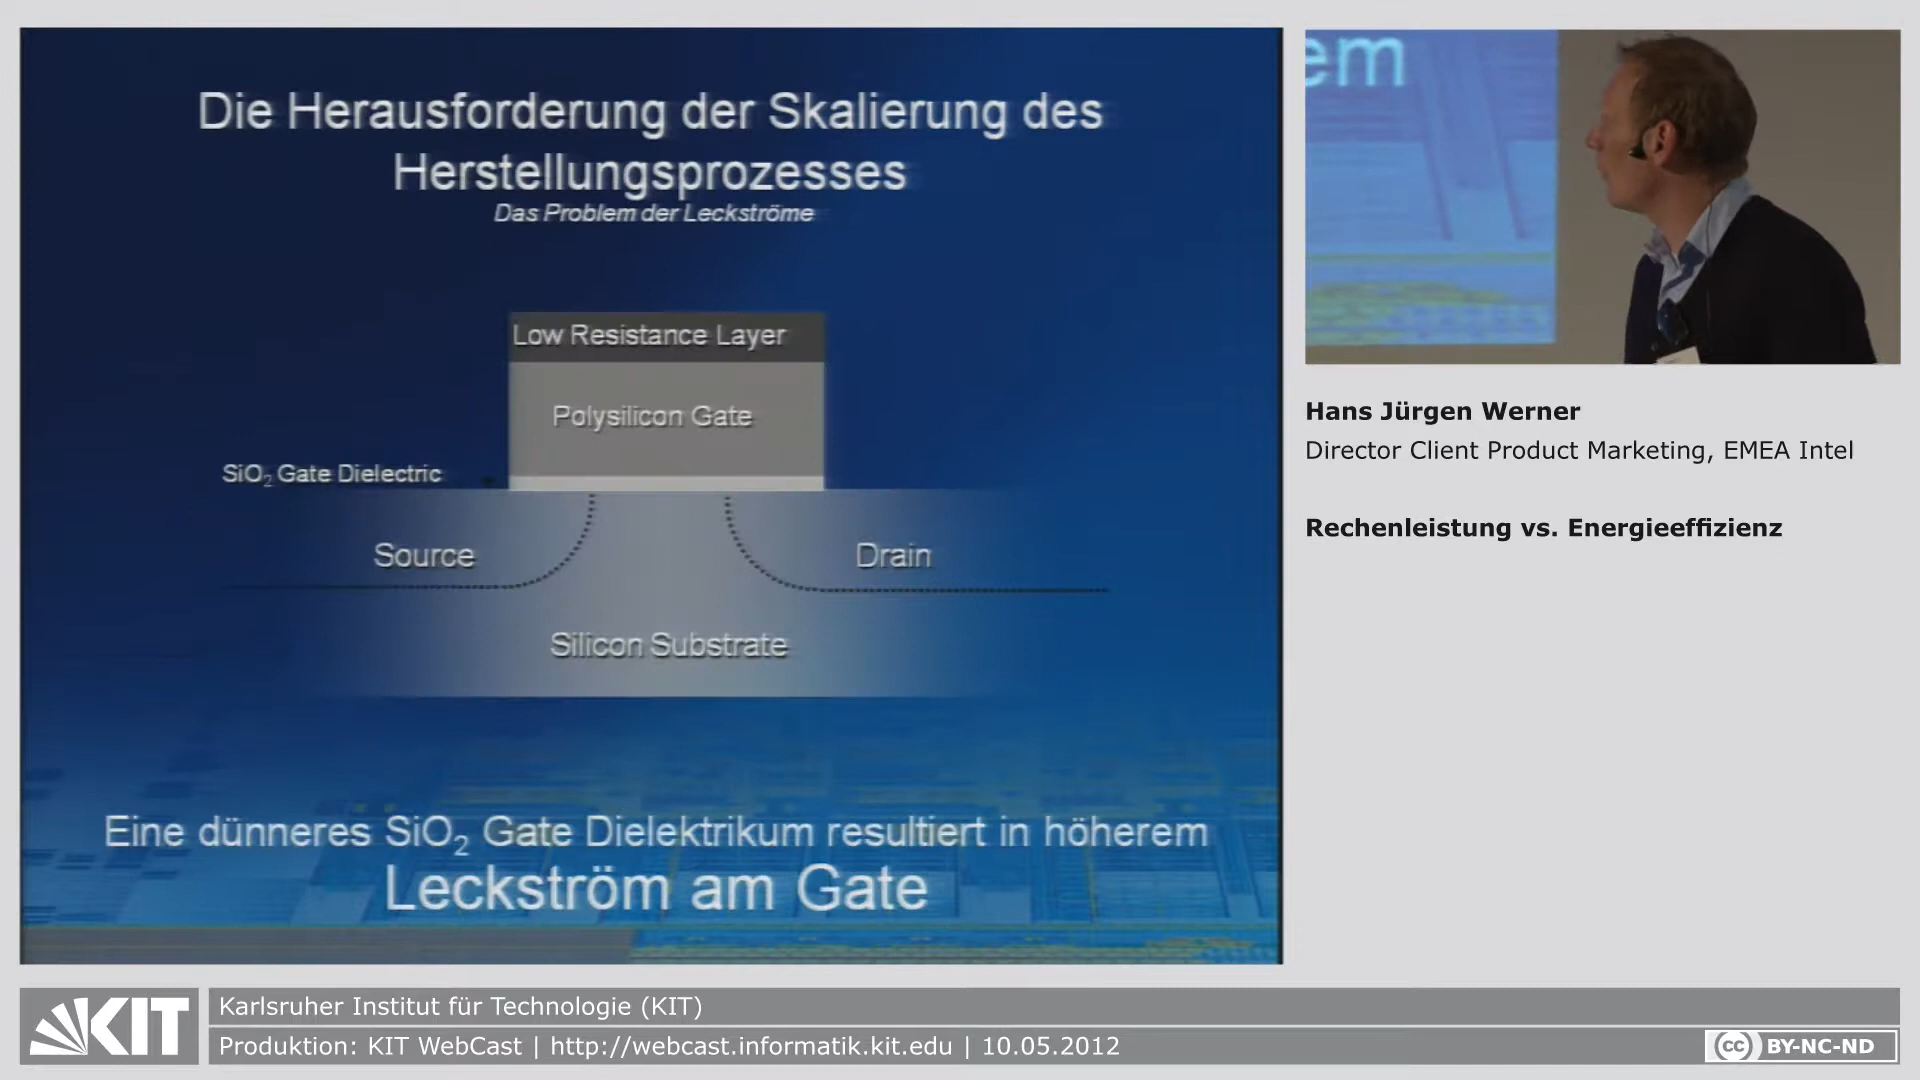 Die Herausforderung der Skalierung des
Herstellungsprozesses
Das Problem der Leckströme
Low Resistance Layer
Polysilicon Gate
SiO₂ Gate Dielectric
Source
Drain
Silicon Substrate
Eine dünneres SiO₂ Gate Dielektrikum resultiert in höherem
Leckström am Gate
em
Hans Jürgen Werner
Director Client Product Marketing, EMEA Intel
Rechenleistung vs. Energieeffizienz
KIT
Karlsruher Institut für Technologie (KIT)
Produktion: KIT WebCast | http://webcast.informatik.kit.edu | 10.05.2012
cc BY-NC-ND